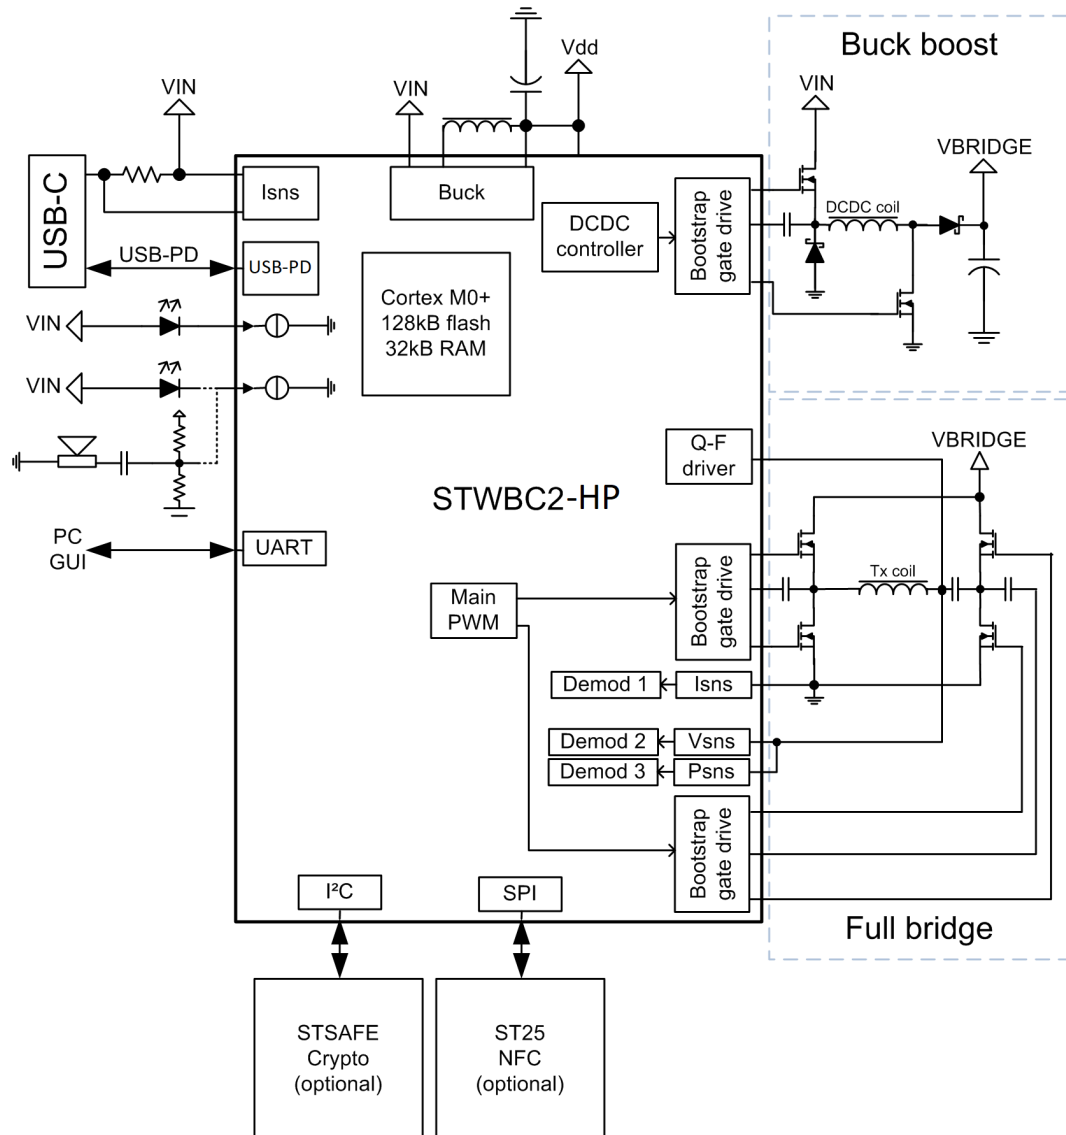 Buck boost
Vdd
VIN
VIN
VIN
VBRIDGE
USB-C
Isns
Buck
DCDC
controller
Bootstrap
gate drive
DCDC coil
USB-PD
USB-PD
Cortex M0+
128kB flash
32kB RAM
VIN
VIN
Q-F
driver
VBRIDGE
STWBC2-HP
PC
GUI
UART
Main
PWM
Bootstrap
gate drive
Tx coil
Demod 1
Isns
Demod 2
Vsns
Demod 3
Psns
Bootstrap
gate drive
I²C
SPI
Full bridge
STSAFE
Crypto
(optional)
ST25
NFC
(optional)